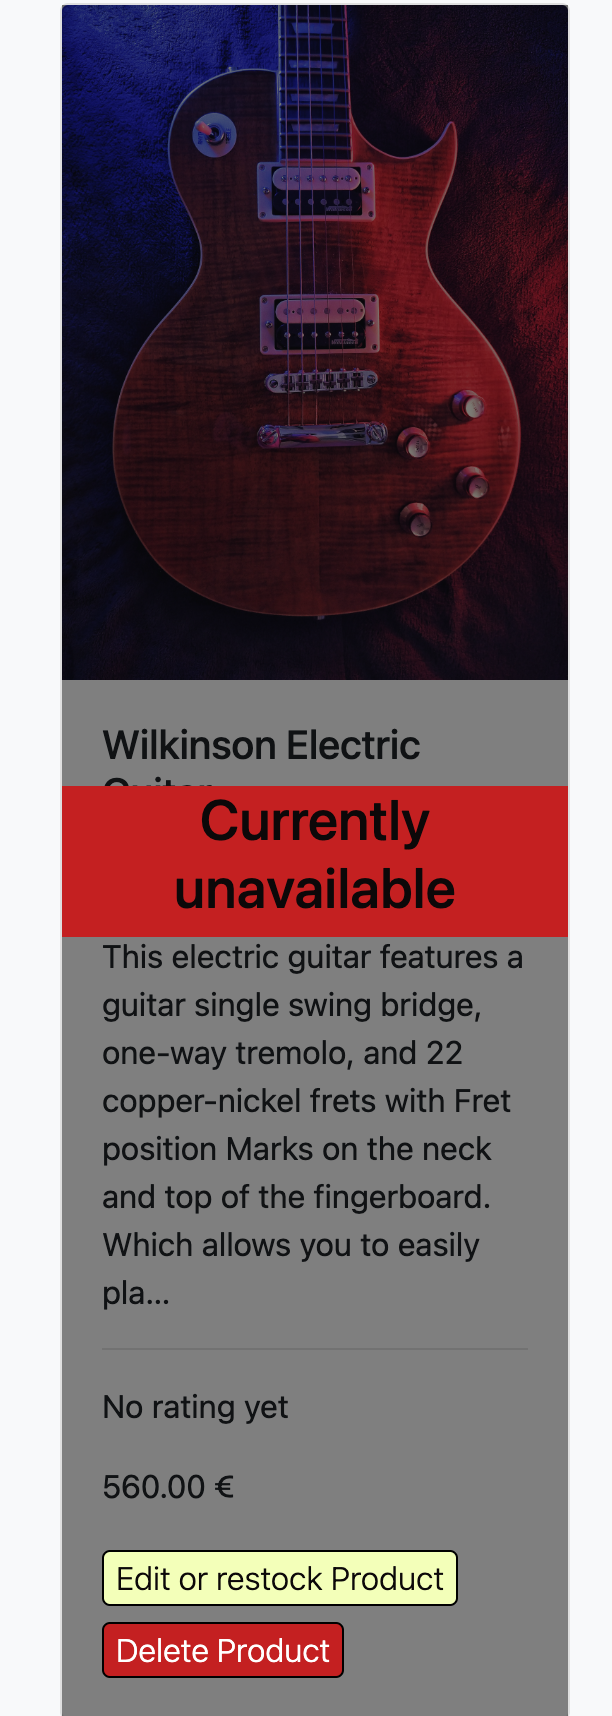 Wilkinson Electric
Currently
unavailable
This electric guitar features a
guitar single swing bridge,
one-way tremolo, and 22
copper-nickel frets with Fret
position Marks on the neck
and top of the fingerboard.
Which allows you to easily
pla...
No rating yet
560.00 €
Edit or restock Product
Delete Product